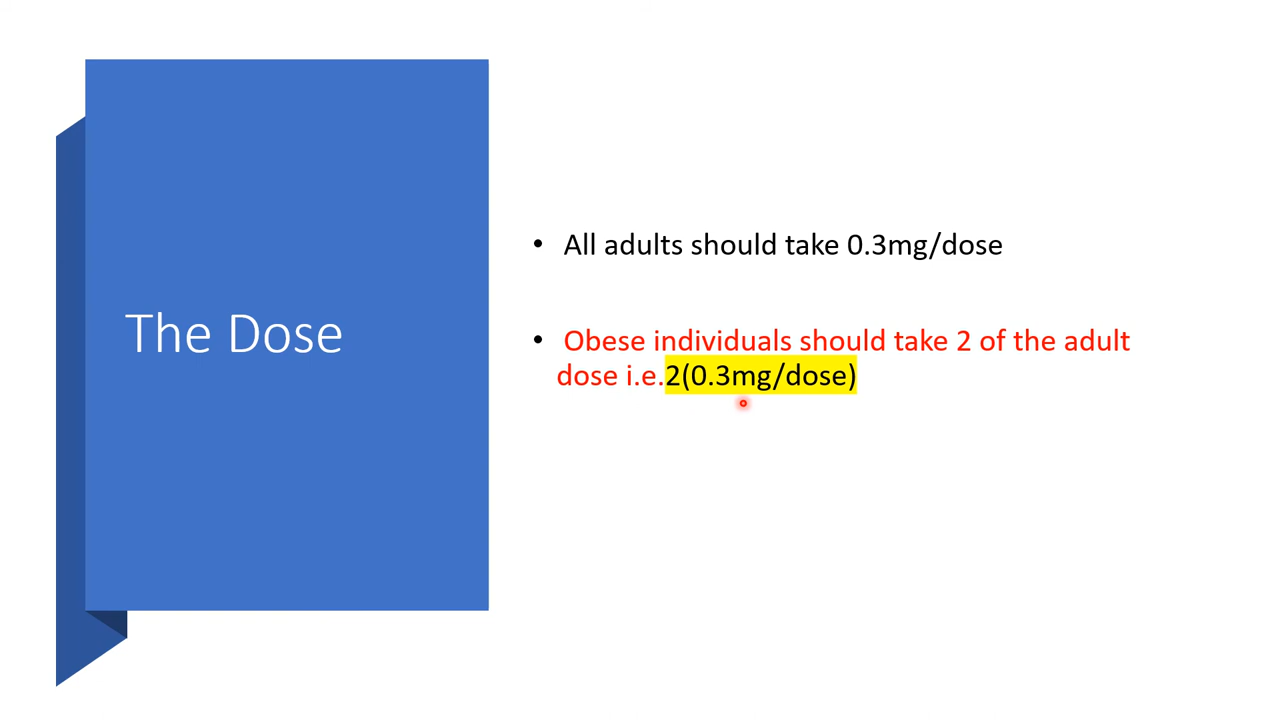 The Dose
• All adults should take 0.3mg/dose
• Obese individuals should take 2 of the adult
dose i.e.2(0.3mg/dose)